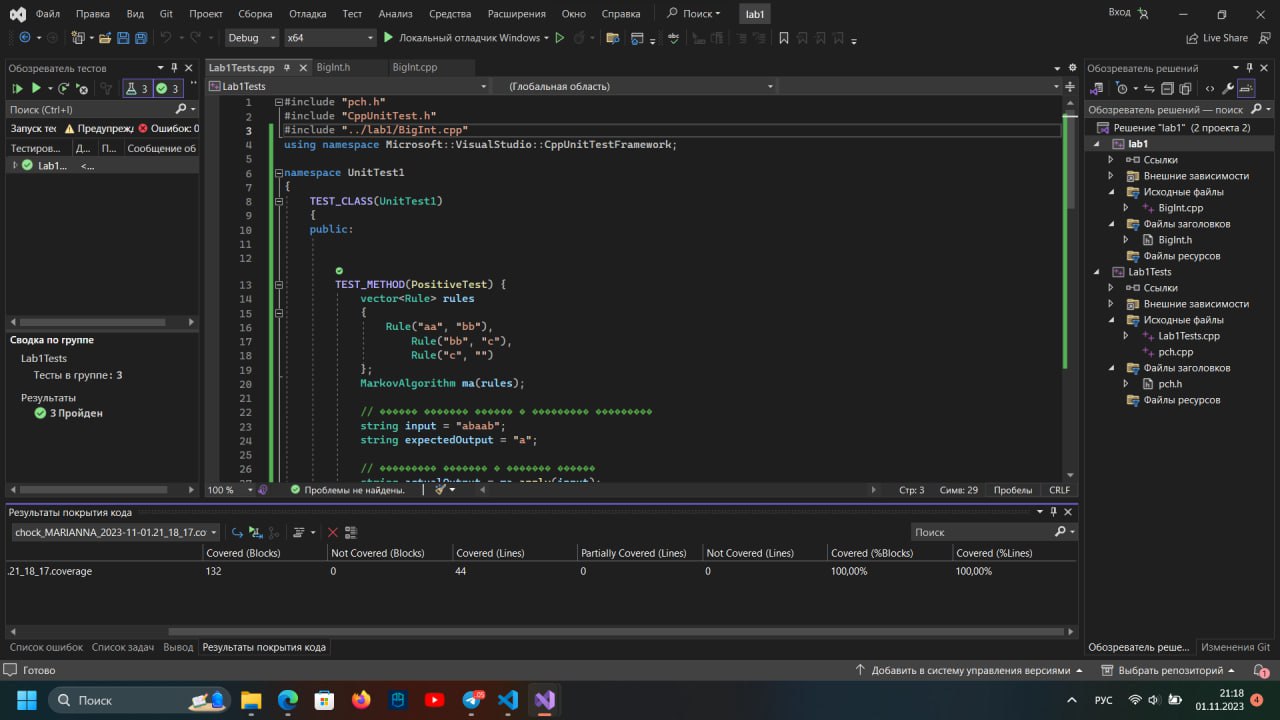 Файл Правка Вид Git Проект Сборка Отладка Тест Анализ Средства Расширения Окно Справка Поиск lab1 Вход
Debug x64 Локальный отладчик Windows Live Share
Обозреватель тестов
3 3
Поиск (Ctrl+I)
Запуск тес Предупрежд Ошибок: 0
Тестиров... Д... П... Сообщение об
Lab1... <...
Сводка по группе
Lab1Tests
Тесты в группе: 3
Результаты
3 Пройден
Lab1Tests.cpp BigInt.h BigInt.cpp
Lab1Tests (Глобальная область)
1 #include "pch.h"
2 #include "CppUnitTest.h"
3 #include "../lab1/BigInt.cpp"
4 using namespace Microsoft::VisualStudio::CppUnitTestFramework;
5
6 namespace UnitTest1
7 {
8 TEST_CLASS(UnitTest1)
9 {
10 public:
11
12
13 TEST_METHOD(PositiveTest) {
14 vector<Rule> rules
15 {
16 Rule("aa", "bb"),
17 Rule("bb", "c"),
18 Rule("c", "")
19 };
20 MarkovAlgorithm ma(rules);
21
22 // ������ ������� ������ � ���������� ���������
23 string input = "abaab";
24 string expectedOutput = "a";
25
26 // ��������� ������� � ������� ������
100 % Проблемы не найдены. Стр: 3 Симв: 29 Пробелы CRLF
Обозреватель решений
Обозреватель решений — поиск
Решение "lab1" (2 проекта 2)
lab1
Ссылки
Внешние зависимости
Исходные файлы
BigInt.cpp
Файлы заголовков
BigInt.h
Файлы ресурсов
Lab1Tests
Ссылки
Внешние зависимости
Исходные файлы
Lab1Tests.cpp
pch.cpp
Файлы заголовков
pch.h
Файлы ресурсов
Результаты покрытия кода
chock_MARIANNA_2023-11-01.21_18_17.co Поиск
Covered (Blocks) Not Covered (Blocks) Covered (Lines) Partially Covered (Lines) Not Covered (Lines) Covered (%Blocks) Covered (%Lines)
.21_18_17.coverage 132 0 44 0 0 100,00% 100,00%
Список ошибок Список задач Вывод Результаты покрытия кода
Обозреватель реше... Изменения Git
Готово Добавить в систему управления версиями Выбрать репозиторий 1
Поиск РУС 21:18
01.11.2023 4